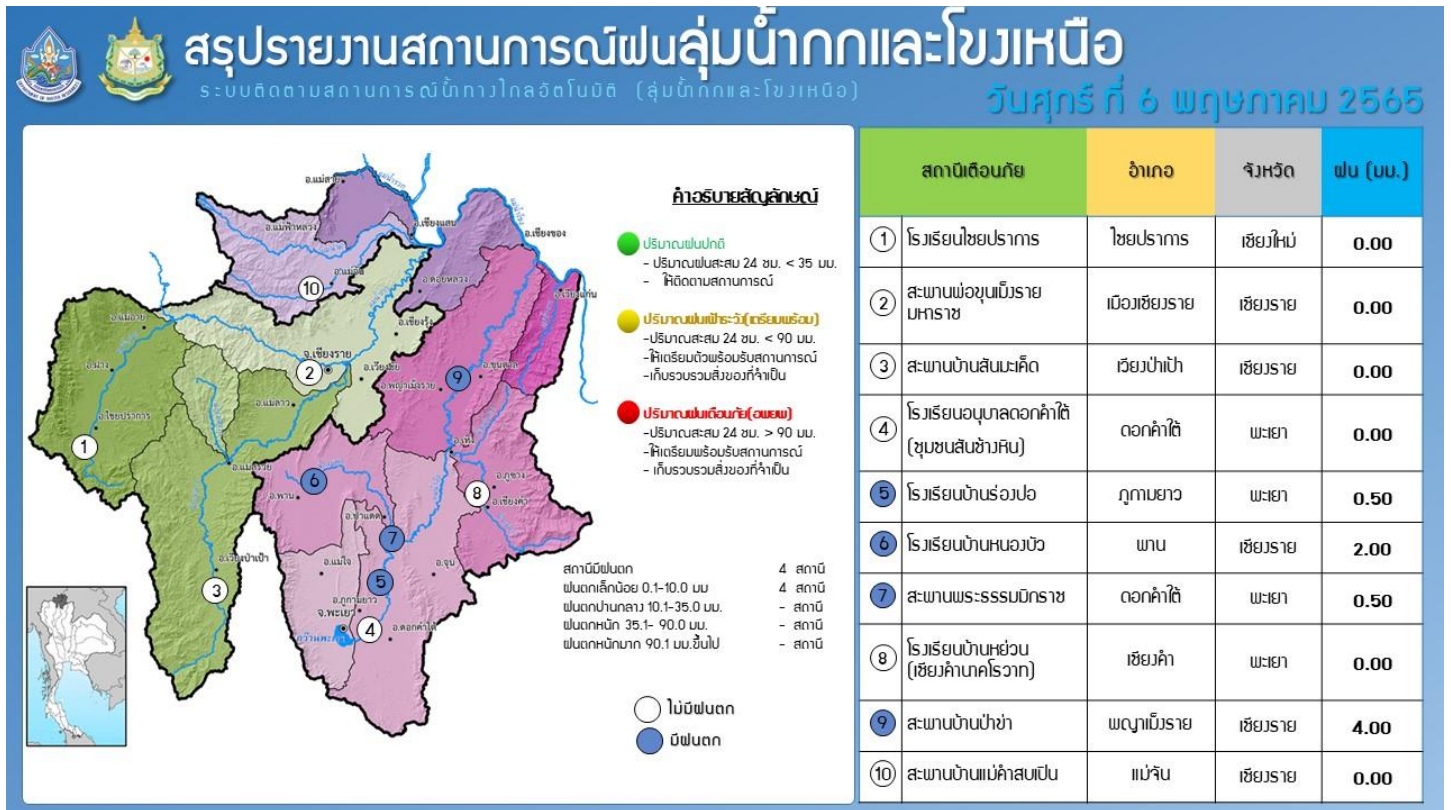 สรุปรายงานสถานการณ์ฝนลุ่มน้ำกกและโขงเหนือ
ระบบติดตามสถานการณ์น้ำทางไกลอัตโนมัติ (ลุ่มน้ำกกและโขงเหนือ)
วันศุกร์ ที่ 6 พฤษภาคม 2565
อ.แม่สาย
อ.เชียงแสน
อ.แม่ฟ้าหลวง
อ.เชียงของ
อ.แม่จัน
อ.ดอยหลวง
10
อ.เวียงแก่น
อ.แม่อาย
อ.เชียงรุ้ง
จ.เชียงราย
2
อ.ฝาง
อ.เวียงชัย
อ.พญาเม็งราย
9
อ.ขุนตาล
อ.แม่ลาว
อ.ไชยปราการ
1
อ.เทิง
อ.แม่สรวย
6
อ.พาน
8
อ.ภูซาง
อ.เชียงคำ
อ.ป่าแดด
7
อ.เวียงป่าเป้า
3
อ.แม่ใจ
5
อ.จุน
อ.ภูกามยาว
จ.พะเยา
4
อ.ดอกคำใต้
กว๊านพะเยา
คำอธิบายสัญลักษณ์
ปริมาณฝนปกติ
- ปริมาณฝนสะสม 24 ชม. < 35 มม.
- ให้ติดตามสถานการณ์
ปริมาณฝนเฝ้าระวัง(เตรียมพร้อม)
-ปริมาณสะสม 24 ชม. < 90 มม.
-ให้เตรียมตัวพร้อมรับสถานการณ์
-เก็บรวบรวมสิ่งของที่จำเป็น
ปริมาณฝนเตือนภัย(อพยพ)
-ปริมาณสะสม 24 ชม. > 90 มม.
-ให้เตรียมพร้อมรับสถานการณ์
- เก็บรวบรวมสิ่งของที่จำเป็น
สถานีมีฝนตก 4 สถานี
ฝนตกเล็กน้อย 0.1-10.0 มม 4 สถานี
ฝนตกปานกลาง 10.1-35.0 มม. - สถานี
ฝนตกหนัก 35.1- 90.0 มม. - สถานี
ฝนตกหนักมาก 90.1 มม.ขึ้นไป - สถานี
ไม่มีฝนตก
มีฝนตก
สถานีเตือนภัย อำเภอ จังหวัด ฝน (มม.)
1 โรงเรียนไชยปราการ ไชยปราการ เชียงใหม่ 0.00
2 สะพานพ่อขุนเม็งราย
มหาราช เมืองเชียงราย เชียงราย 0.00
3 สะพานบ้านสันมะเค็ด เวียงป่าเป้า เชียงราย 0.00
4 โรงเรียนอนุบาลดอกคำใต้
(ชุมชนสันช้างหิน) ดอกคำใต้ พะเยา 0.00
5 โรงเรียนบ้านร่องปอ ภูกามยาว พะเยา 0.50
6 โรงเรียนบ้านหนองบัว พาน เชียงราย 2.00
7 สะพานพระธรรมมิกราช ดอกคำใต้ พะเยา 0.50
8 โรงเรียนบ้านหย่วน
(เชียงคำนาคโรวาท) เชียงคำ พะเยา 0.00
9 สะพานบ้านป่าข่า พญาเม็งราย เชียงราย 4.00
10 สะพานบ้านแม่คำสบเปิน แม่จัน เชียงราย 0.00